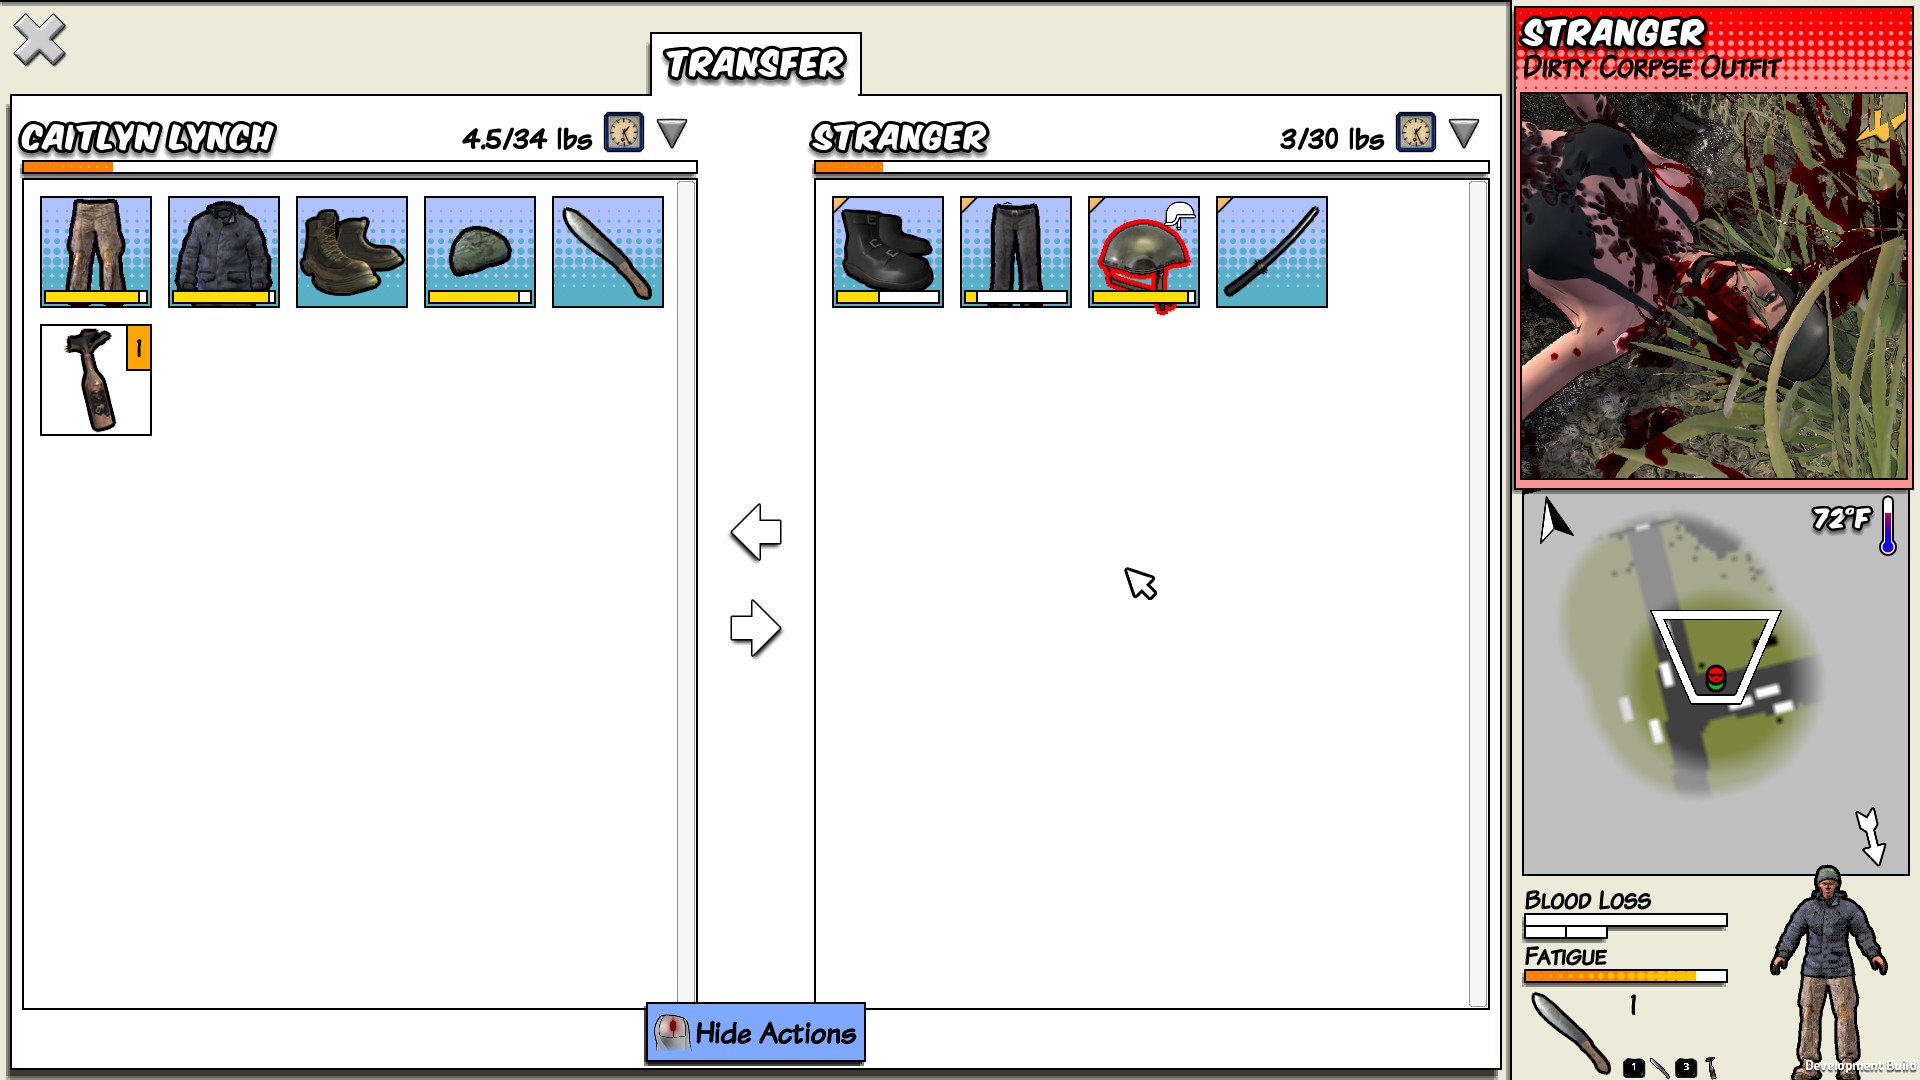 TRANSFER
CAITLYN LYNCH
4.5/34 lbs
STRANGER
3/30 lbs
1
Hide Actions
STRANGER
DIRTY CORPSE OUTFIT
72°F
BLOOD LOSS
FATIGUE
1
1
3
Development Build